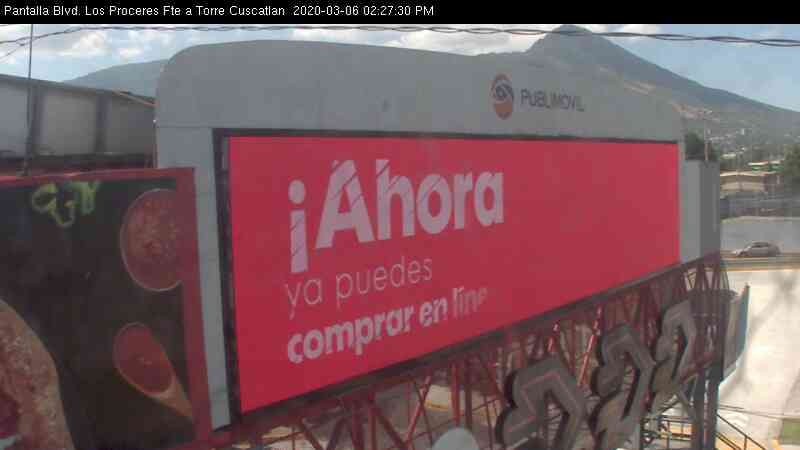 Pantalla Blvd. Los Proceres Fte a Torre Cuscatlan 2020-03-06 02:27:30 PM
PUBLIMOVIL
¡Ahora
ya puedes
comprar en líne